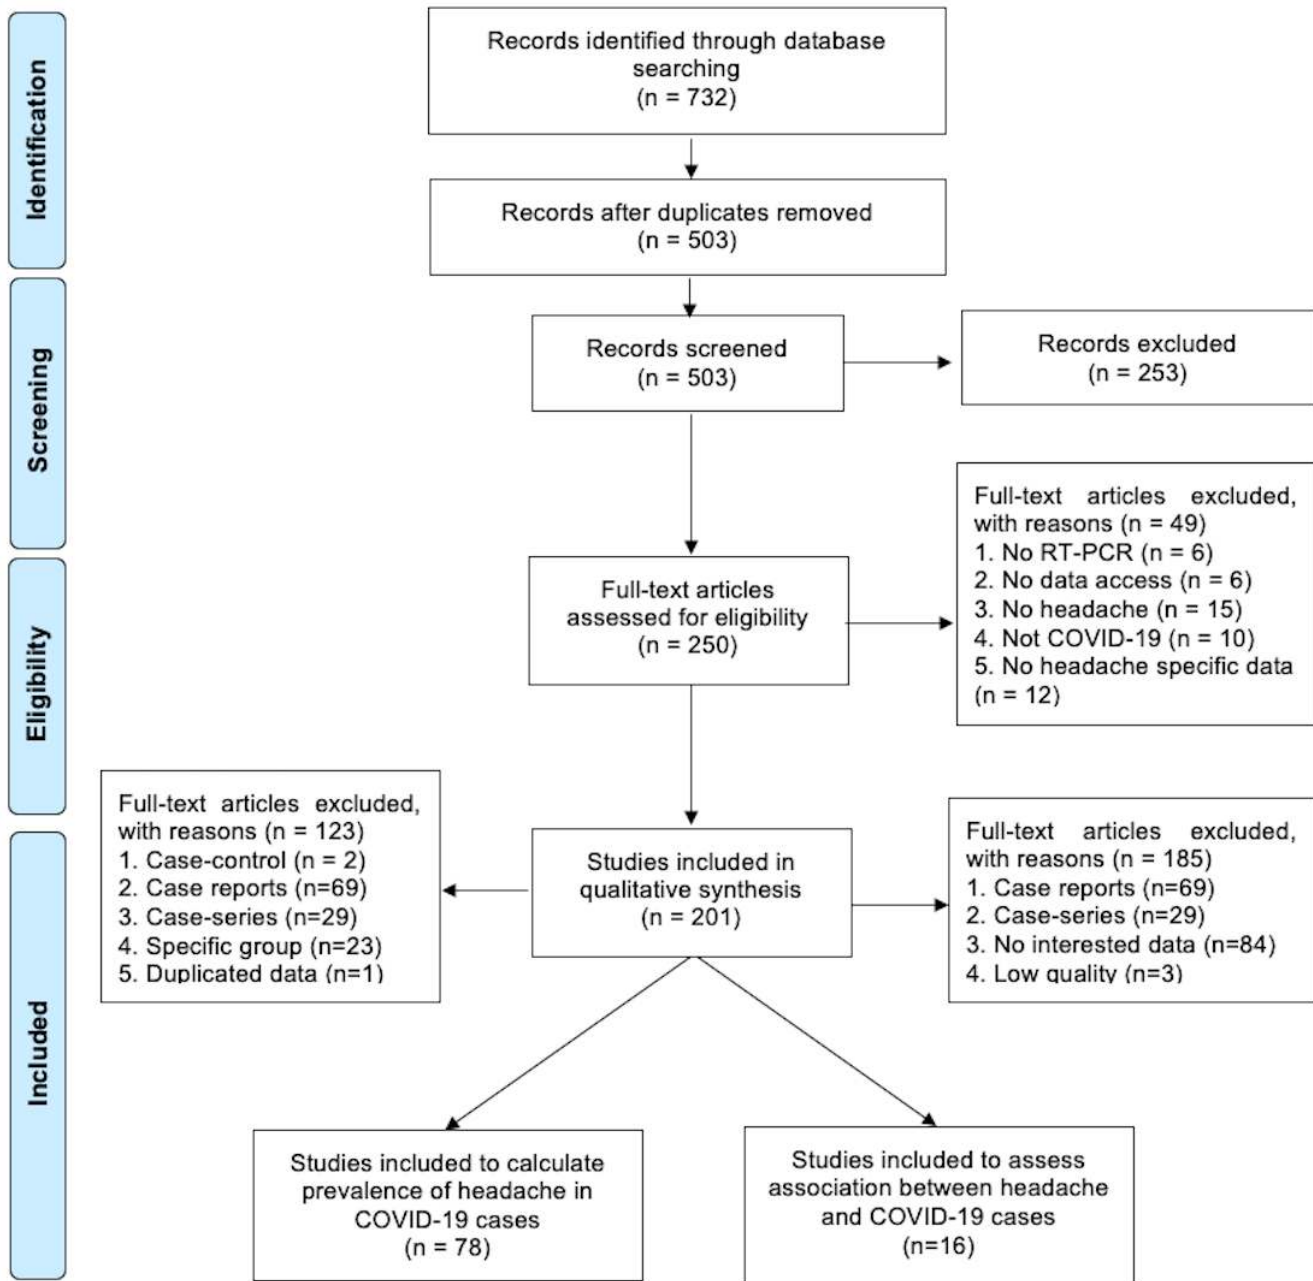 Identification
Records identified through database
searching
(n = 732)
Records after duplicates removed
(n = 503)
Screening
Records screened
(n = 503)
Records excluded
(n = 253)
Full-text articles excluded,
with reasons (n = 49)
1. No RT-PCR (n = 6)
2. No data access (n = 6)
3. No headache (n = 15)
4. Not COVID-19 (n = 10)
5. No headache specific data
(n = 12)
Eligibility
Full-text articles
assessed for eligibility
(n = 250)
Full-text articles excluded,
with reasons (n = 123)
1. Case-control (n = 2)
2. Case reports (n=69)
3. Case-series (n=29)
4. Specific group (n=23)
5. Duplicated data (n=1)
Included
Studies included in
qualitative synthesis
(n = 201)
Full-text articles excluded,
with reasons (n = 185)
1. Case reports (n=69)
2. Case-series (n=29)
3. No interested data (n=84)
4. Low quality (n=3)
Studies included to calculate
prevalence of headache in
COVID-19 cases
(n = 78)
Studies included to assess
association between headache
and COVID-19 cases
(n=16)